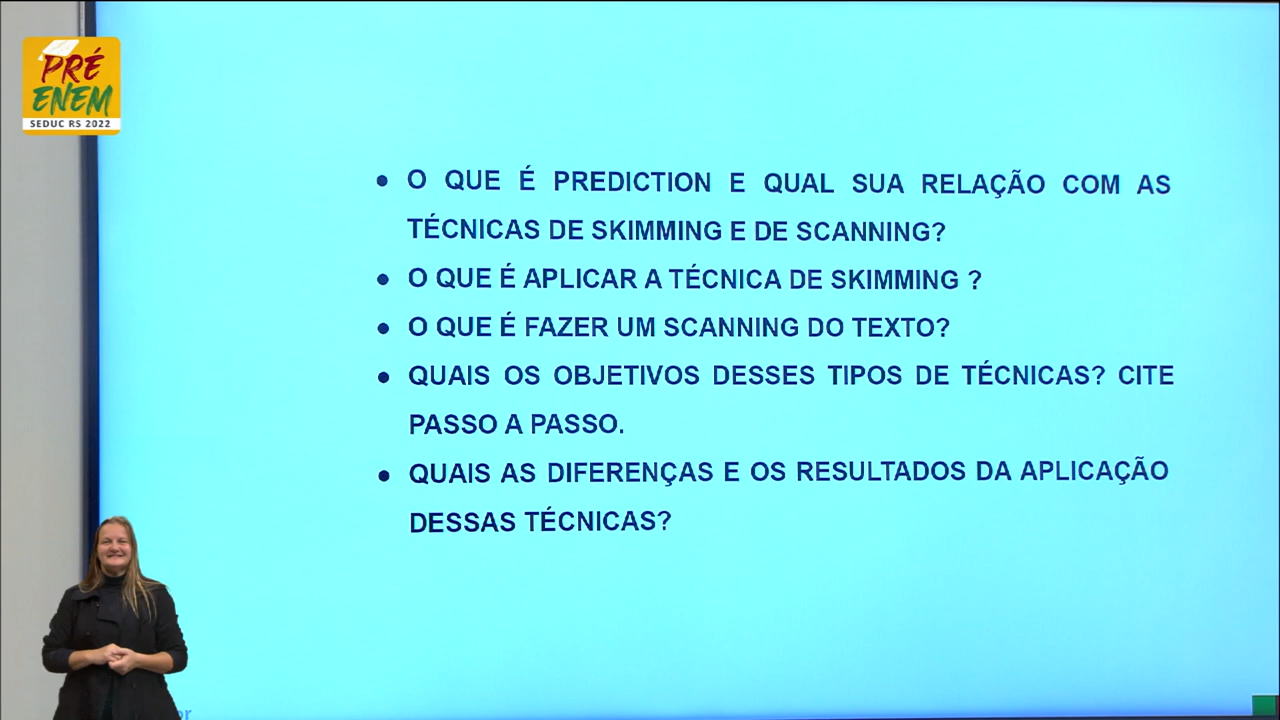 PRÉ
ENEM
SEDUC RS 2022
• O QUE É PREDICTION E QUAL SUA RELAÇÃO COM AS
TÉCNICAS DE SKIMMING E DE SCANNING?
• O QUE É APLICAR A TÉCNICA DE SKIMMING ?
• O QUE É FAZER UM SCANNING DO TEXTO?
• QUAIS OS OBJETIVOS DESSES TIPOS DE TÉCNICAS? CITE
PASSO A PASSO.
• QUAIS AS DIFERENÇAS E OS RESULTADOS DA APLICAÇÃO
DESSAS TÉCNICAS?